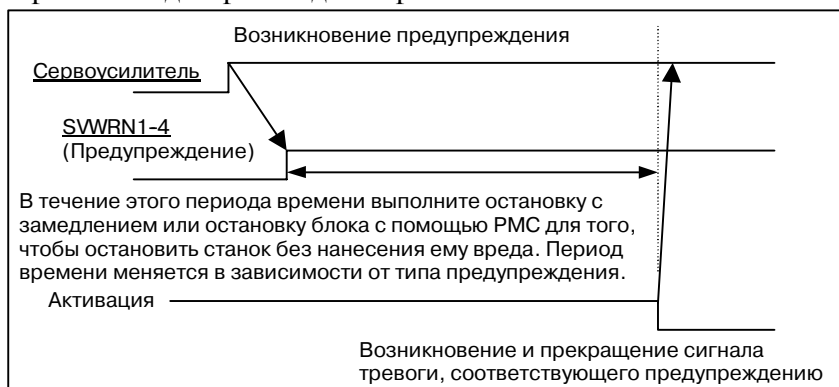 Возникновение предупреждения
Сервоусилитель
SVWRN1-4
(Предупреждение)
В течение этого периода времени выполните остановку с
замедлением или остановку блока с помощью PMC для того,
чтобы остановить станок без нанесения ему вреда. Период
времени меняется в зависимости от типа предупреждения.
Активация
Возникновение и прекращение сигнала
тревоги, соответствующего предупреждению